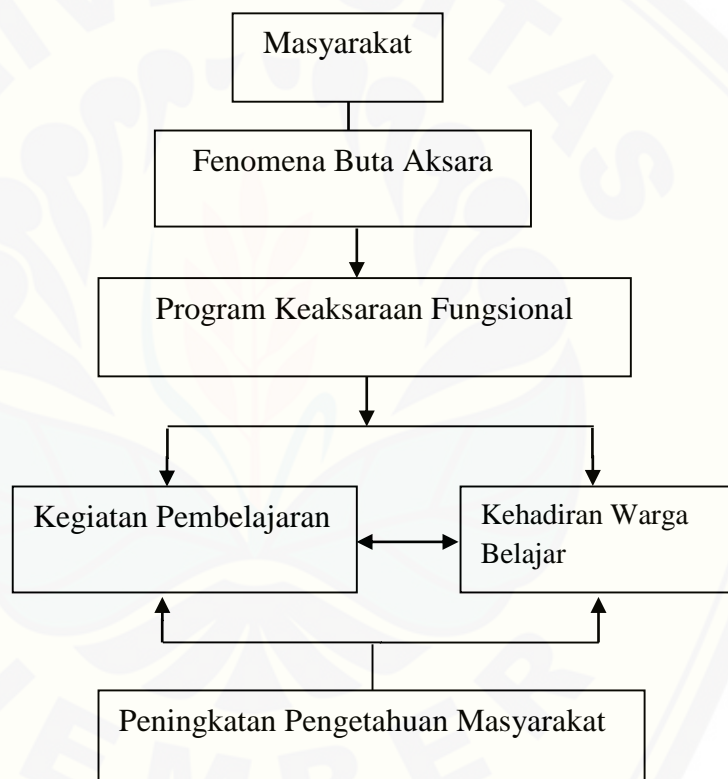 Masyarakat
Fenomena Buta Aksara
Program Keaksaraan Fungsional
Kegiatan Pembelajaran
Kehadiran Warga
Belajar
Peningkatan Pengetahuan Masyarakat